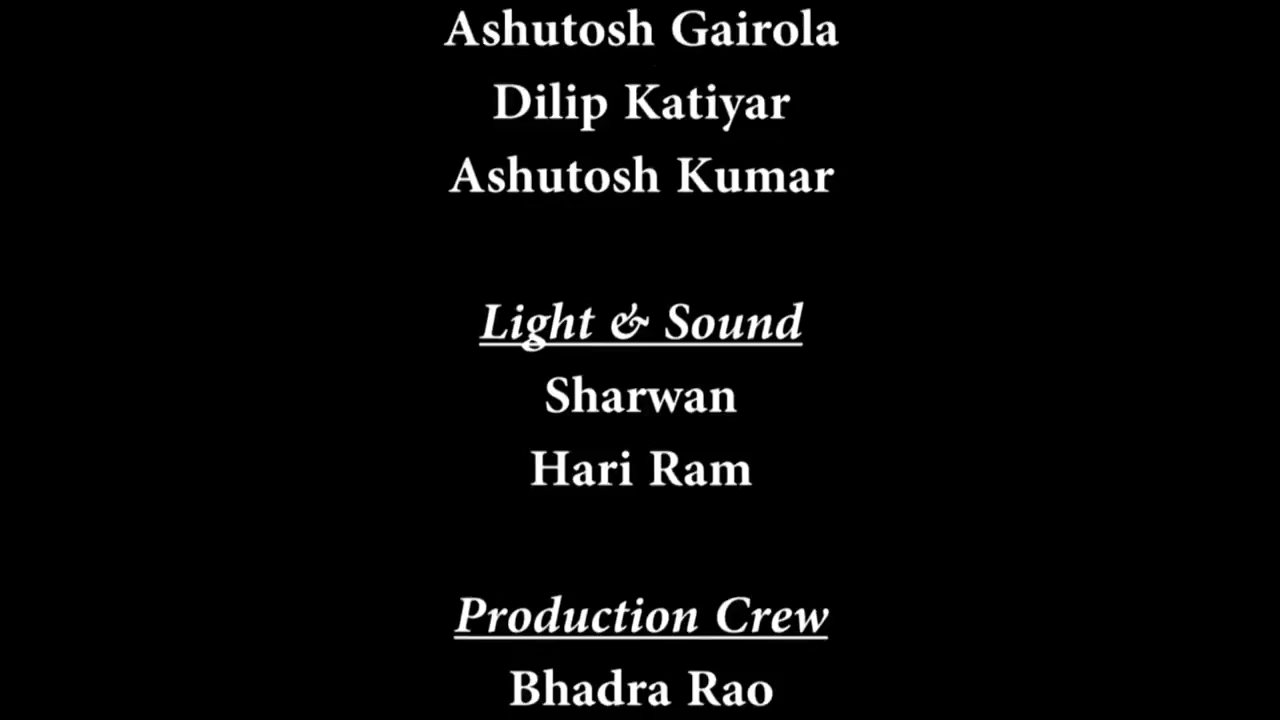 Ashutosh Gairola
Dilip Katiyar
Ashutosh Kumar
Light & Sound
Sharwan
Hari Ram
Production Crew
Bhadra Rao